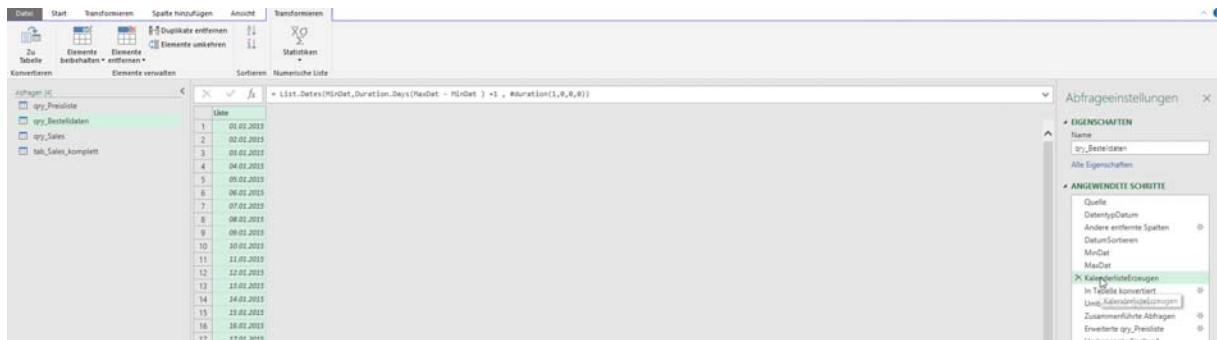 Datei Start Transformieren Spalte hinzufügen Ansicht Transformieren
Zu Tabelle
Elemente beibehalten
Elemente entfernen
Duplikate entfernen
Elemente umkehren
Statistiken
Konvertieren Elemente verwalten Sortieren Numerische Liste
Abfragen [4]
qry_Preisliste
qry_Bestelldaten
qry_Sales
tab_Sales_komplett
fx = List.Dates(MinDat,Duration.Days(MaxDat - MinDat ) +1 , #duration(1,0,0,0))
Liste
1 01.01.2015
2 02.01.2015
3 03.01.2015
4 04.01.2015
5 05.01.2015
6 06.01.2015
7 07.01.2015
8 08.01.2015
9 09.01.2015
10 10.01.2015
11 11.01.2015
12 12.01.2015
13 13.01.2015
14 14.01.2015
15 15.01.2015
16 16.01.2015
17 17.01.2015
Abfrageeinstellungen
EIGENSCHAFTEN
Name
qry_Bestelldaten
Alle Eigenschaften
ANGEWENDETE SCHRITTE
Quelle
DatentypDatum
Andere entfernte Spalten
DatumSortieren
MinDat
MaxDat
KalenderlisteErzeugen
In Tabelle konvertiert
KalenderlisteErzeugen
Zusammenführte Abfragen
Erweiterte qry_Preisliste